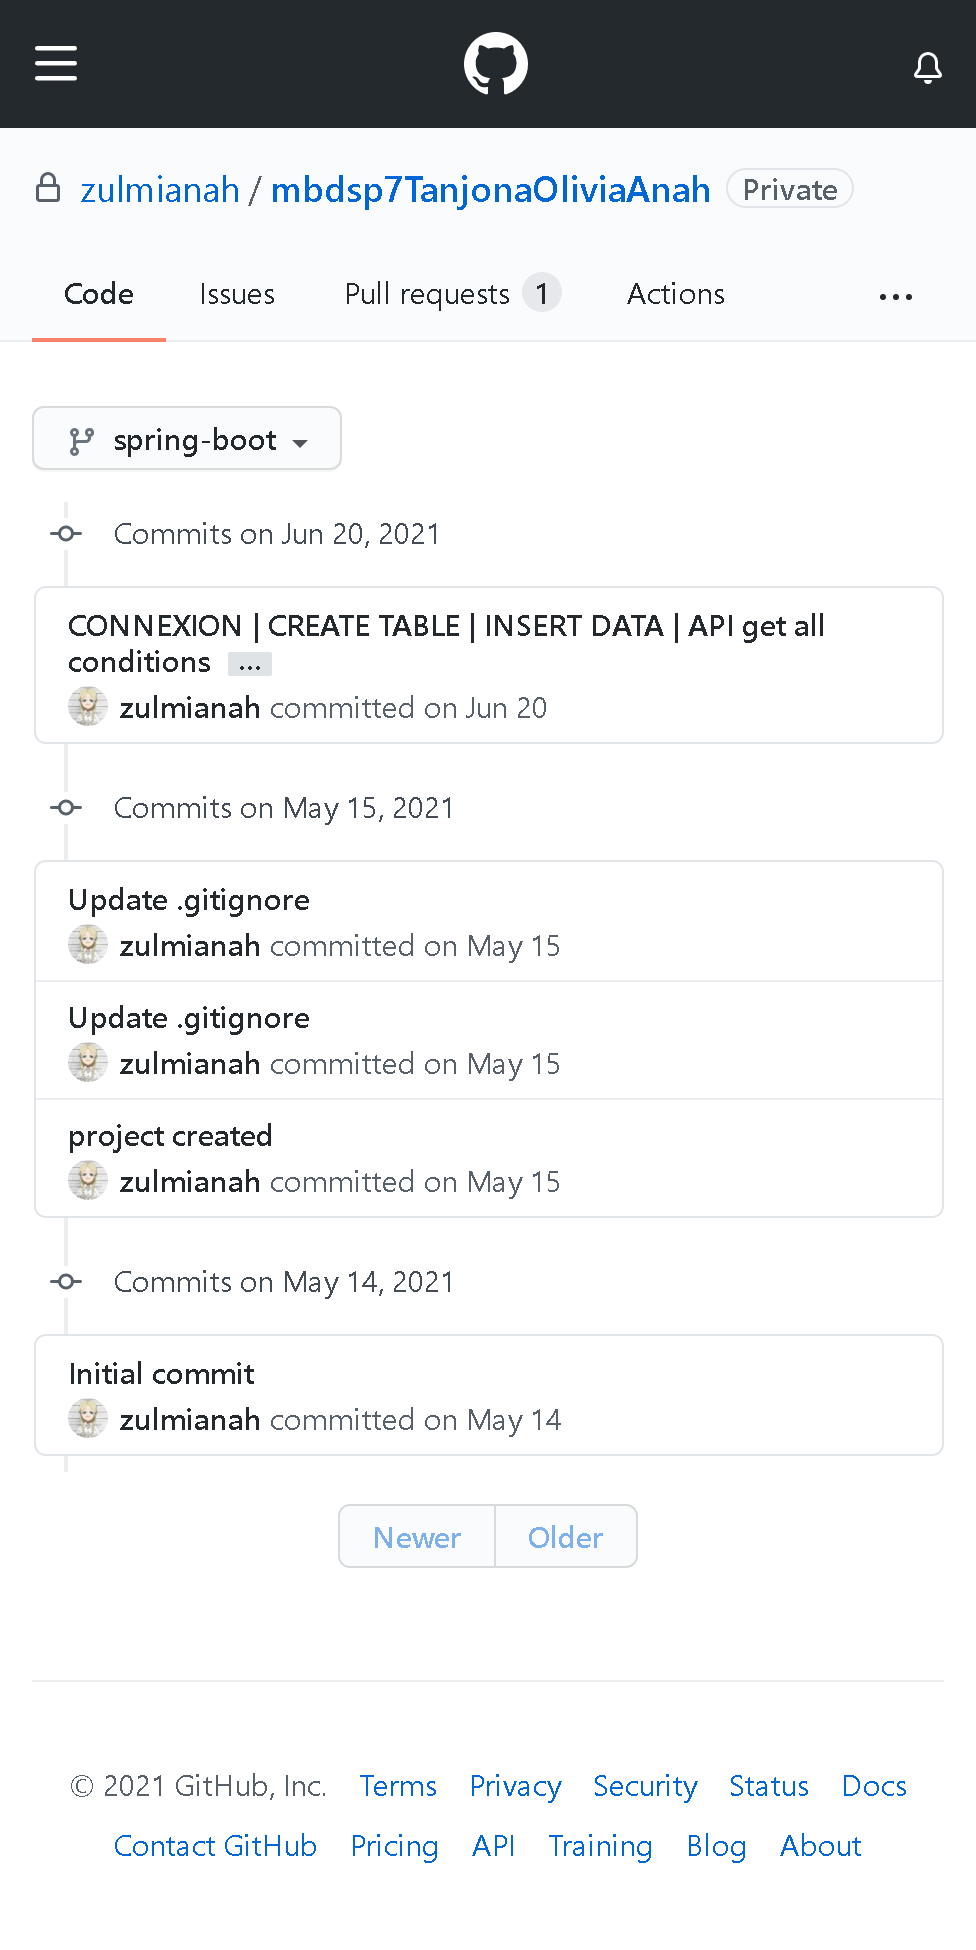 zulmianah / mbdsp7TanjonaOliviaAnah Private
Code Issues Pull requests 1 Actions ...
spring-boot
Commits on Jun 20, 2021
CONNEXION | CREATE TABLE | INSERT DATA | API get all
conditions ...
zulmianah committed on Jun 20
Commits on May 15, 2021
Update .gitignore
zulmianah committed on May 15
Update .gitignore
zulmianah committed on May 15
project created
zulmianah committed on May 15
Commits on May 14, 2021
Initial commit
zulmianah committed on May 14
Newer Older
© 2021 GitHub, Inc. Terms Privacy Security Status Docs
Contact GitHub Pricing API Training Blog About